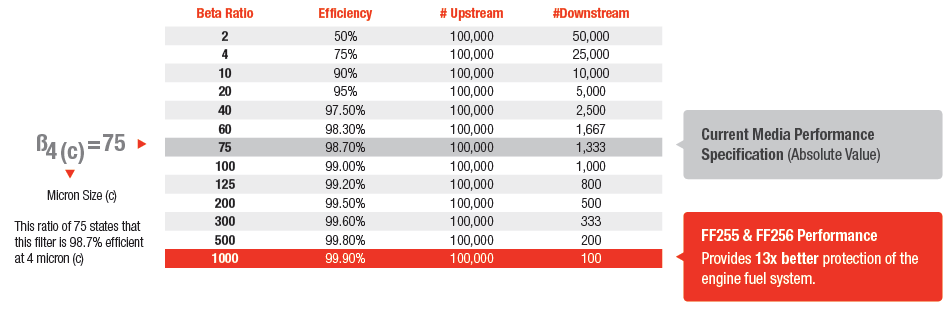 Beta Ratio Efficiency # Upstream #Downstream
2 50% 100,000 50,000
4 75% 100,000 25,000
10 90% 100,000 10,000
20 95% 100,000 5,000
40 97.50% 100,000 2,500
60 98.30% 100,000 1,667
75 98.70% 100,000 1,333
100 99.00% 100,000 1,000
125 99.20% 100,000 800
200 99.50% 100,000 500
300 99.60% 100,000 333
500 99.80% 100,000 200
1000 99.90% 100,000 100
ß4 (c) = 75
Micron Size (c)
This ratio of 75 states that
this filter is 98.7% efficient
at 4 micron (c)
Current Media Performance
Specification (Absolute Value)
FF255 & FF256 Performance
Provides 13x better protection of the
engine fuel system.